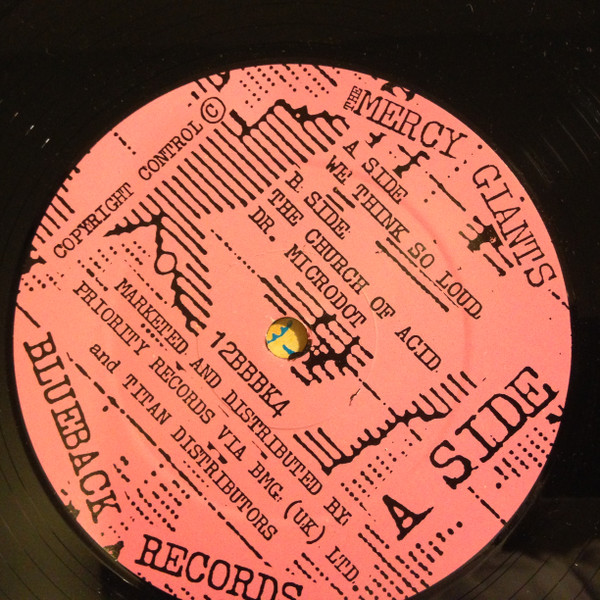 THE MERCY GIANTS
COPYRIGHT CONTROL ©
A SIDE
WE THINK SO LOUD.
B. SIDE
THE CHURCH OF ACID
DR. MICRODOT
12BBBK4
MARKETED AND DISTRIBUTED BY:
PRIORITY RECORDS VIA BMG. (UK) LTD.
and TITAN DISTRIBUTORS
A SIDE
BLUEBACK RECORDS